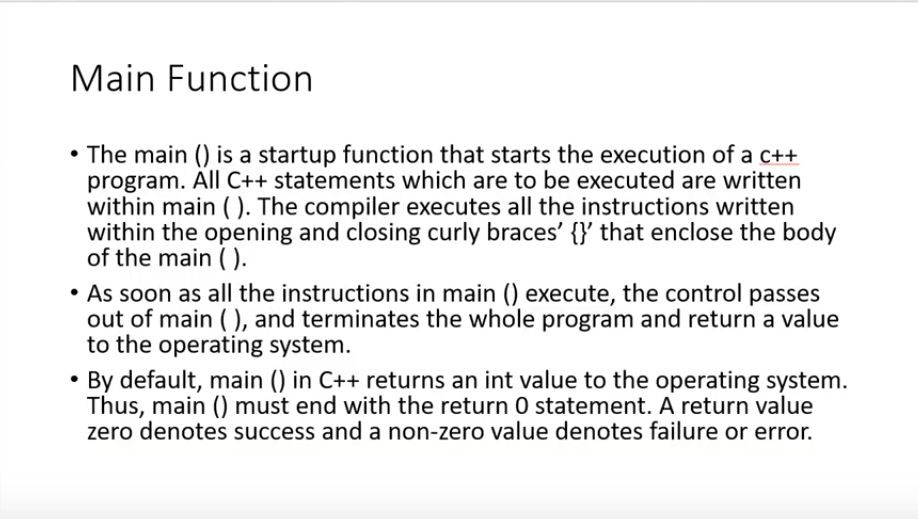 Main Function
• The main () is a startup function that starts the execution of a c++
program. All C++ statements which are to be executed are written
within main ( ). The compiler executes all the instructions written
within the opening and closing curly braces’ {}’ that enclose the body
of the main ( ).
• As soon as all the instructions in main () execute, the control passes
out of main ( ), and terminates the whole program and return a value
to the operating system.
• By default, main () in C++ returns an int value to the operating system.
Thus, main () must end with the return 0 statement. A return value
zero denotes success and a non-zero value denotes failure or error.